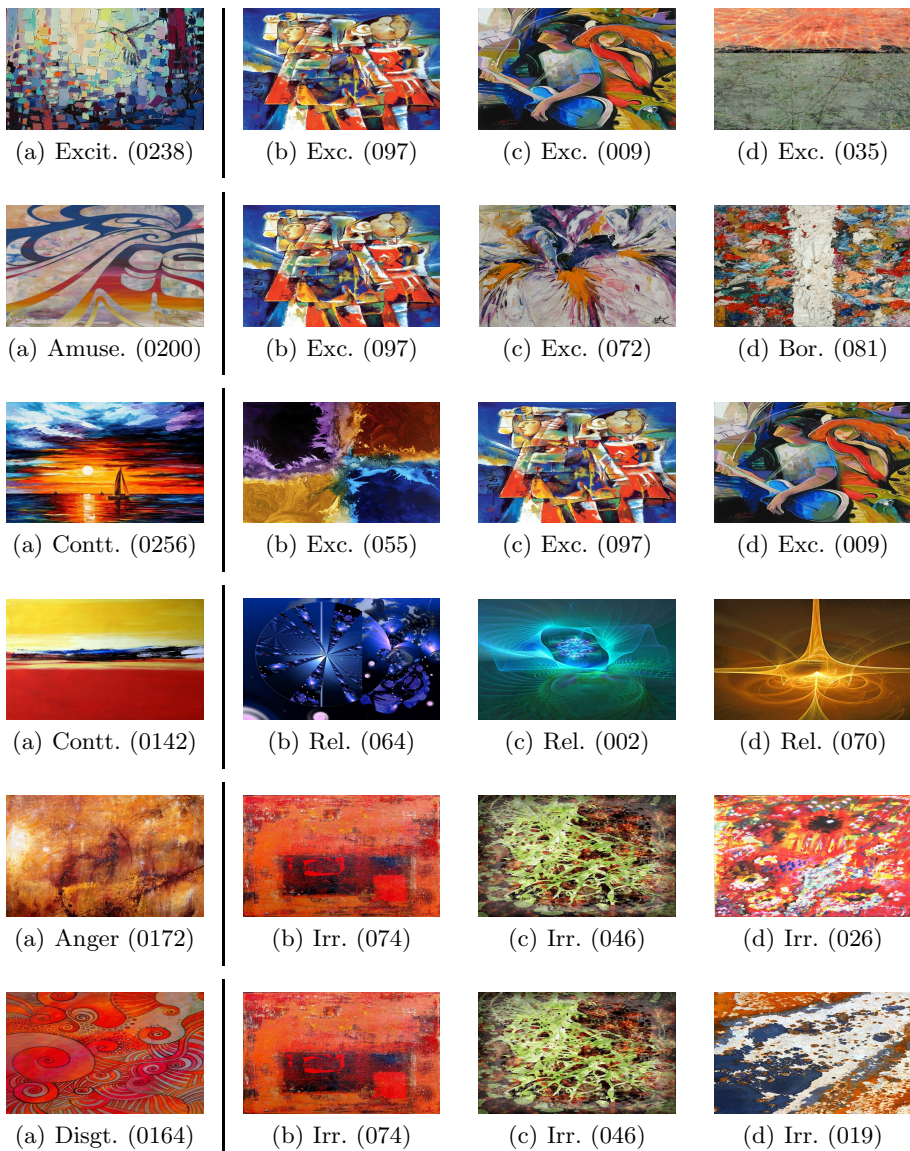 (a) Excit. (0238) (b) Exc. (097) (c) Exc. (009) (d) Exc. (035)
(a) Amuse. (0200) (b) Exc. (097) (c) Exc. (072) (d) Bor. (081)
(a) Contt. (0256) (b) Exc. (055) (c) Exc. (097) (d) Exc. (009)
(a) Contt. (0142) (b) Rel. (064) (c) Rel. (002) (d) Rel. (070)
(a) Anger (0172) (b) Irr. (074) (c) Irr. (046) (d) Irr. (026)
(a) Disgt. (0164) (b) Irr. (074) (c) Irr. (046) (d) Irr. (019)